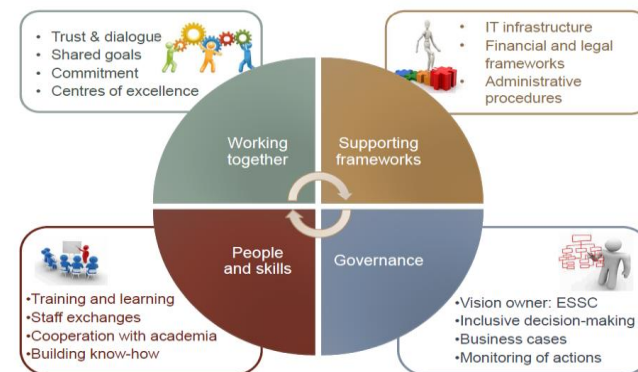 • Trust & dialogue
• Shared goals
• Commitment
• Centres of excellence
• IT infrastructure
• Financial and legal
frameworks
• Administrative
procedures
Working
together
Supporting
frameworks
People
and skills
Governance
•Training and learning
•Staff exchanges
•Cooperation with academia
•Building know-how
•Vision owner: ESSC
•Inclusive decision-making
•Business cases
•Monitoring of actions